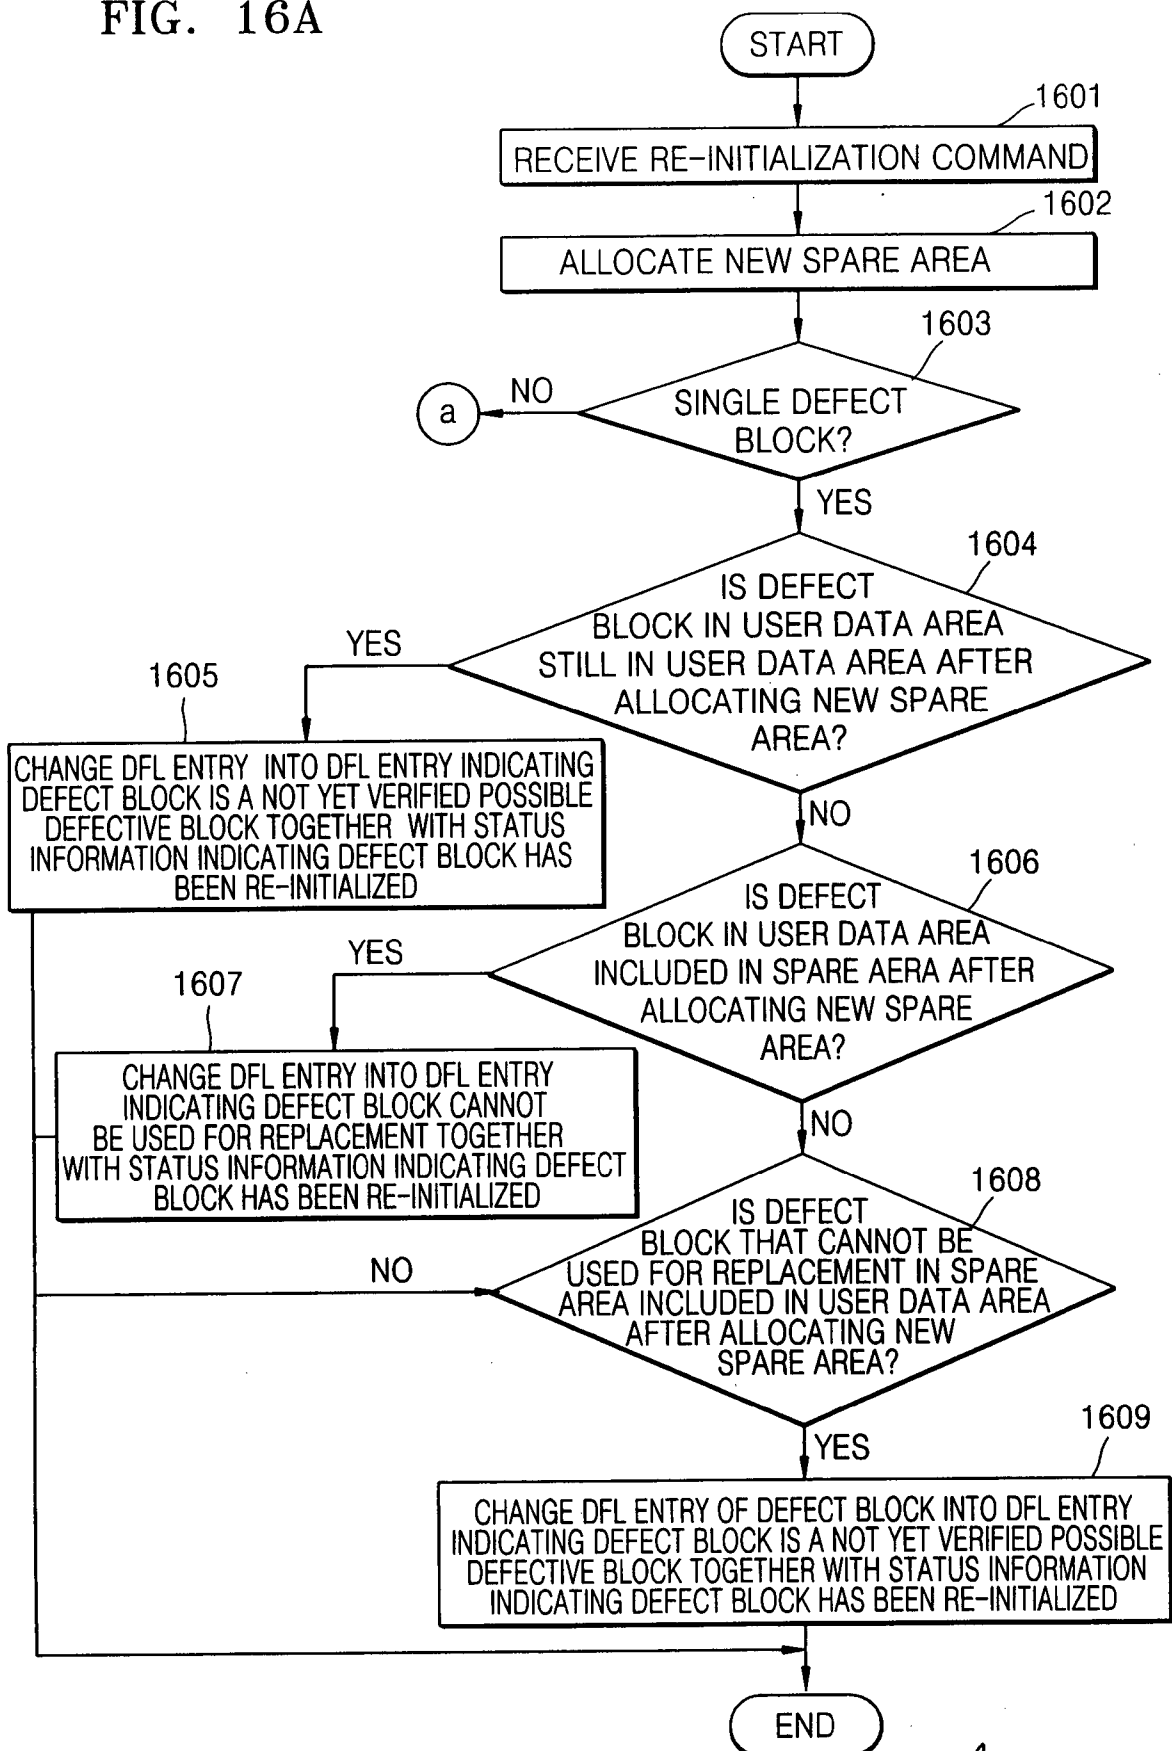 FIG. 16A
START
1601
RECEIVE RE-INITIALIZATION COMMAND
1602
ALLOCATE NEW SPARE AREA
1603
SINGLE DEFECT
BLOCK?
NO
a
YES
1604
IS DEFECT
BLOCK IN USER DATA AREA
STILL IN USER DATA AREA AFTER
ALLOCATING NEW SPARE
AREA?
YES
1605
CHANGE DFL ENTRY INTO DFL ENTRY INDICATING
DEFECT BLOCK IS A NOT YET VERIFIED POSSIBLE
DEFECTIVE BLOCK TOGETHER WITH STATUS
INFORMATION INDICATING DEFECT BLOCK HAS
BEEN RE-INITIALIZED
NO
1606
IS DEFECT
BLOCK IN USER DATA AREA
INCLUDED IN SPARE AERA AFTER
ALLOCATING NEW SPARE
AREA?
YES
1607
CHANGE DFL ENTRY INTO DFL ENTRY
INDICATING DEFECT BLOCK CANNOT
BE USED FOR REPLACEMENT TOGETHER
WITH STATUS INFORMATION INDICATING DEFECT
BLOCK HAS BEEN RE-INITIALIZED
NO
1608
IS DEFECT
BLOCK THAT CANNOT BE
USED FOR REPLACEMENT IN SPARE
AREA INCLUDED IN USER DATA AREA
AFTER ALLOCATING NEW
SPARE AREA?
NO
YES
1609
CHANGE DFL ENTRY OF DEFECT BLOCK INTO DFL ENTRY
INDICATING DEFECT BLOCK IS A NOT YET VERIFIED POSSIBLE
DEFECTIVE BLOCK TOGETHER WITH STATUS INFORMATION
INDICATING DEFECT BLOCK HAS BEEN RE-INITIALIZED
END